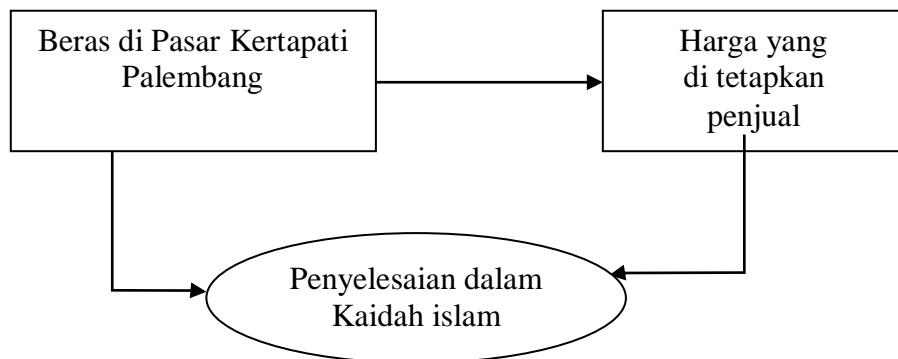 Beras di Pasar Kertapati
Palembang
Harga yang
di tetapkan
penjual
Penyelesaian dalam
Kaidah islam